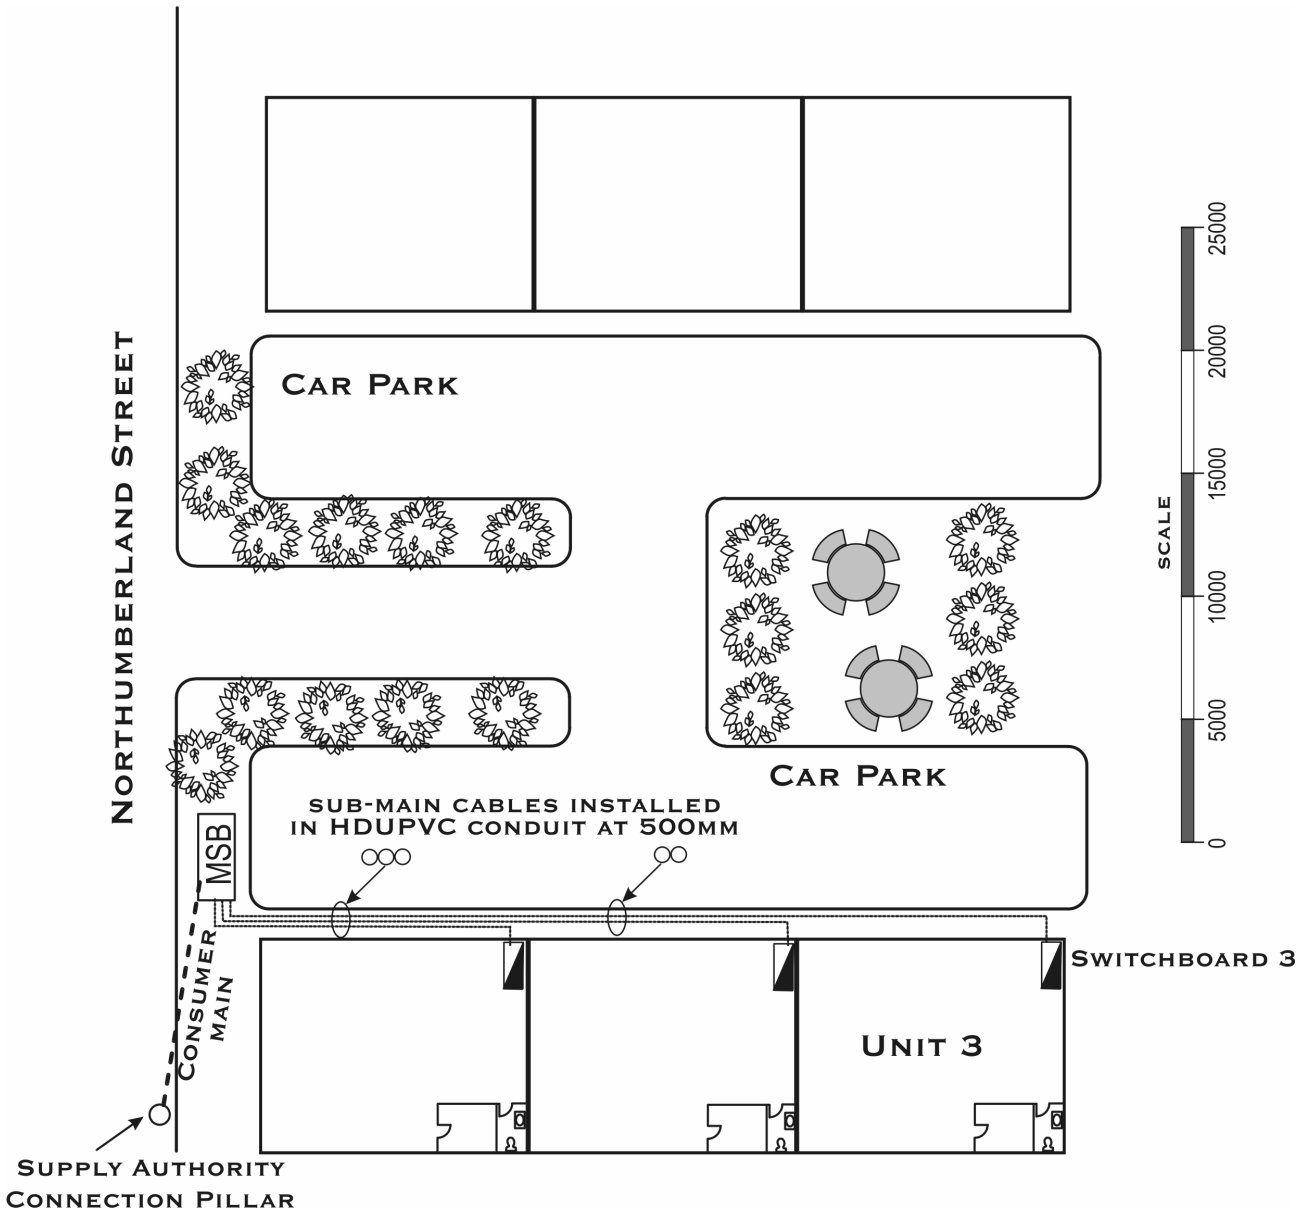 25000
20000
15000
10000
5000
0
SCALE
NORTHUMBERLAND STREET
CAR PARK
CAR PARK
SUB-MAIN CABLES INSTALLED
IN HDUPVC CONDUIT AT 500MM
MSB
CONSUMER
MAIN
SWITCHBOARD 3
UNIT 3
SUPPLY AUTHORITY
CONNECTION PILLAR